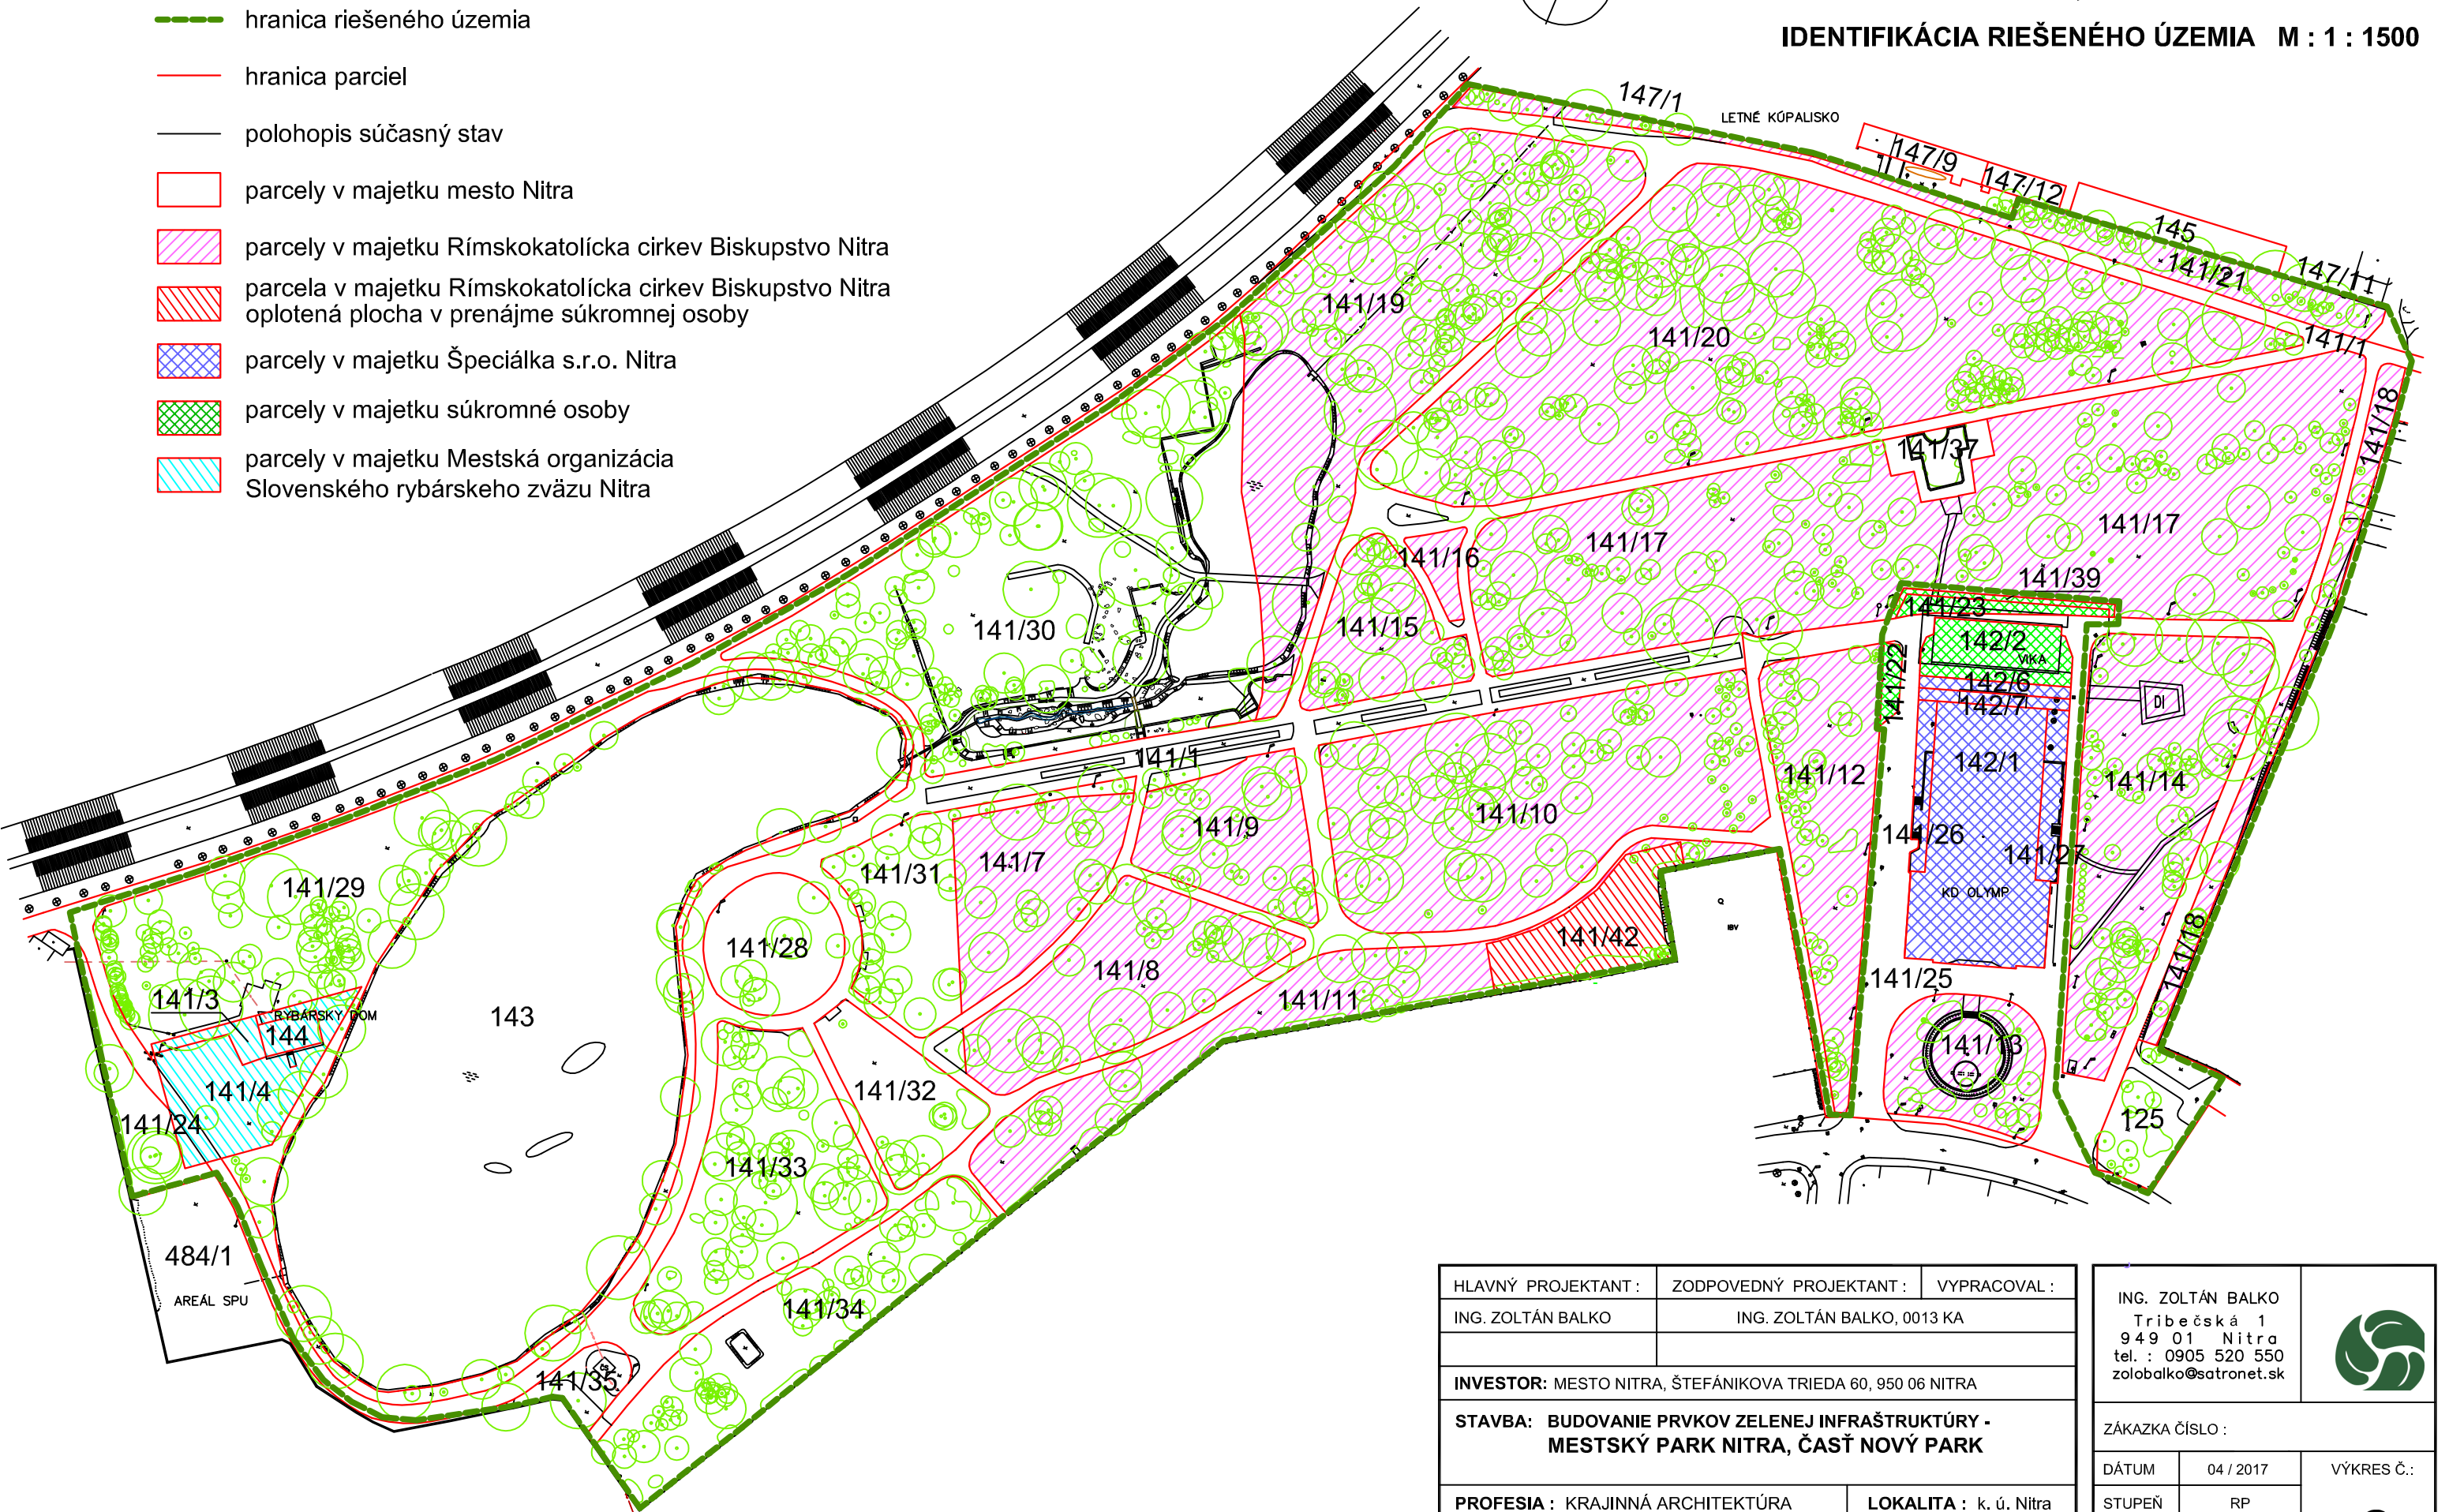 IDENTIFIKÁCIA RIEŠENÉHO ÚZEMIA M : 1 : 1500
hranica riešeného územia
hranica parciel
polohopis súčasný stav
parcely v majetku mesto Nitra
parcely v majetku Rímskokatolícka cirkev Biskupstvo Nitra
parcela v majetku Rímskokatolícka cirkev Biskupstvo Nitra
oplotená plocha v prenájme súkromnej osoby
parcely v majetku Špeciálka s.r.o. Nitra
parcely v majetku súkromné osoby
parcely v majetku Mestská organizácia
Slovenského rybárskeho zväzu Nitra
147/1
LETNÉ KÚPALISKO
147/9
147/12
145
141/21
147/11
141/1
141/18
141/19
141/20
141/37
141/17
141/17
141/16
141/15
141/39
141/23
142/2
VIKA
141/22
142/6
142/7
142/1
141/30
141/1
141/12
141/14
141/10
141/9
141/7
141/31
141/26
141/27
KD OLYMP
141/29
141/28
141/8
141/42
IBV
141/11
141/25
141/18
141/3
RYBÁRSKY DOM
144
143
141/4
141/24
141/32
141/13
125
141/33
484/1
AREÁL SPU
141/34
ČS
141/35
HLAVNÝ PROJEKTANT :
ZODPOVEDNÝ PROJEKTANT :
VYPRACOVAL :
ING. ZOLTÁN BALKO
ING. ZOLTÁN BALKO, 0013 KA
INVESTOR: MESTO NITRA, ŠTEFÁNIKOVA TRIEDA 60, 950 06 NITRA
STAVBA: BUDOVANIE PRVKOV ZELENEJ INFRAŠTRUKTÚRY -
MESTSKÝ PARK NITRA, ČASŤ NOVÝ PARK
PROFESIA : KRAJINNÁ ARCHITEKTÚRA
LOKALITA : k. ú. Nitra
ING. ZOLTÁN BALKO
Tribečská 1
949 01 Nitra
tel. : 0905 520 550
zolobalko@satronet.sk
ZÁKAZKA ČÍSLO :
DÁTUM
04 / 2017
VÝKRES Č.:
STUPEŇ
RP